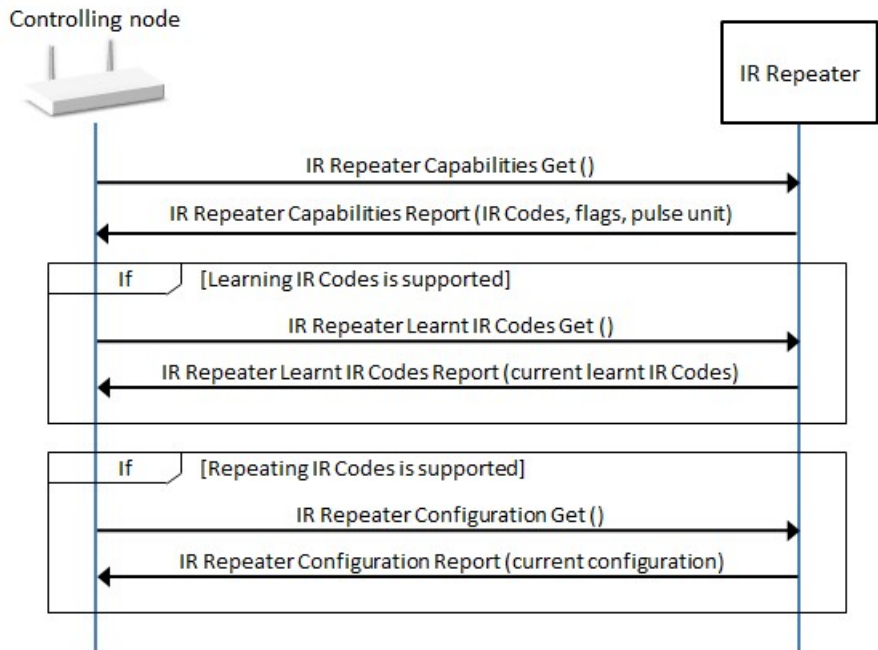 Controlling node
IR Repeater
IR Repeater Capabilities Get ()
IR Repeater Capabilities Report (IR Codes, flags, pulse unit)
If [Learning IR Codes is supported]
IR Repeater Learnt IR Codes Get ()
IR Repeater Learnt IR Codes Report (current learnt IR Codes)
If [Repeating IR Codes is supported]
IR Repeater Configuration Get ()
IR Repeater Configuration Report (current configuration)